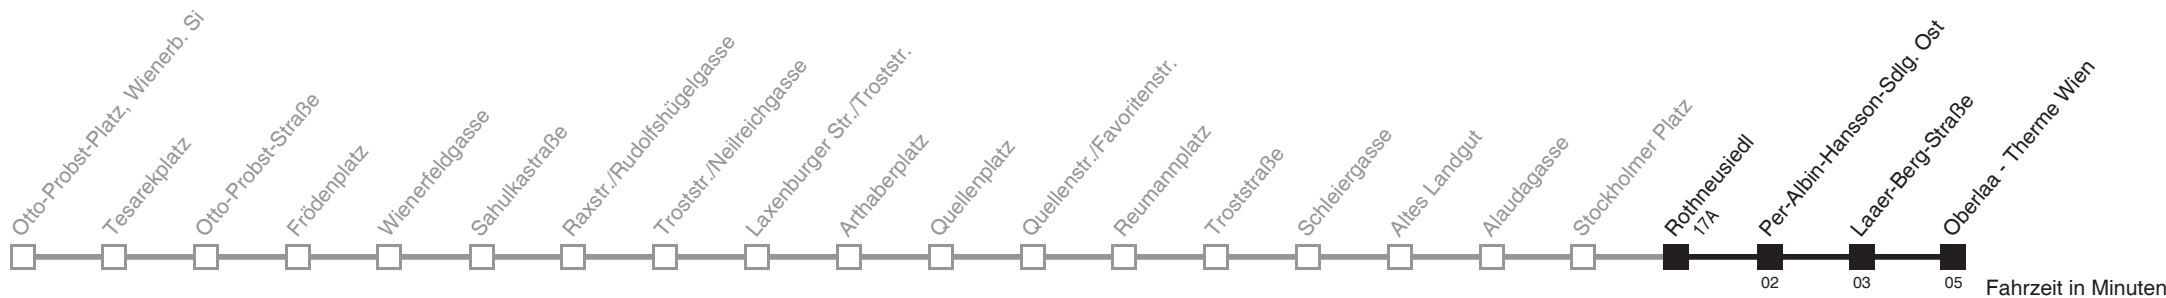 Otto-Probst-Platz, Wienerb. Si
Tesarekplatz
Otto-Probst-Straße
Frödenplatz
Wienerfeldgasse
Sahulkastraße
Raxstr./Rudolfshügelgasse
Troststr./Neilreichgasse
Laxenburger Str./Troststr.
Arthaberplatz
Quellenplatz
Quellenstr./Favoritenstr.
Reumannplatz
Troststraße
Schleiergasse
Altes Landgut
Alaudagasse
Stockholmer Platz
Rothneusiedl
17A
Per-Albin-Hansson-Sdlg. Ost
Laaer-Berg-Straße
Oberlaa - Therme Wien
02
03
05
Fahrzeit in Minuten